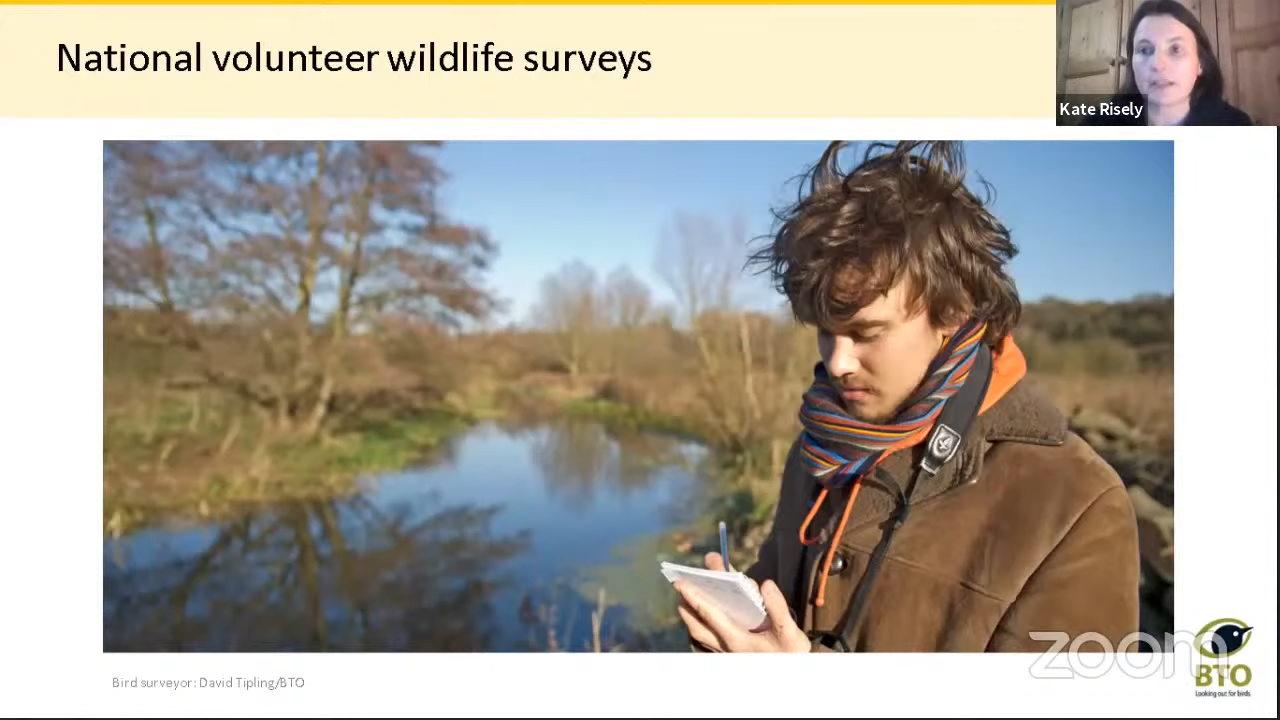 National volunteer wildlife surveys
Kate Risely
Bird surveyor: David Tipling/BTO
zoom
BTO
Looking out for birds